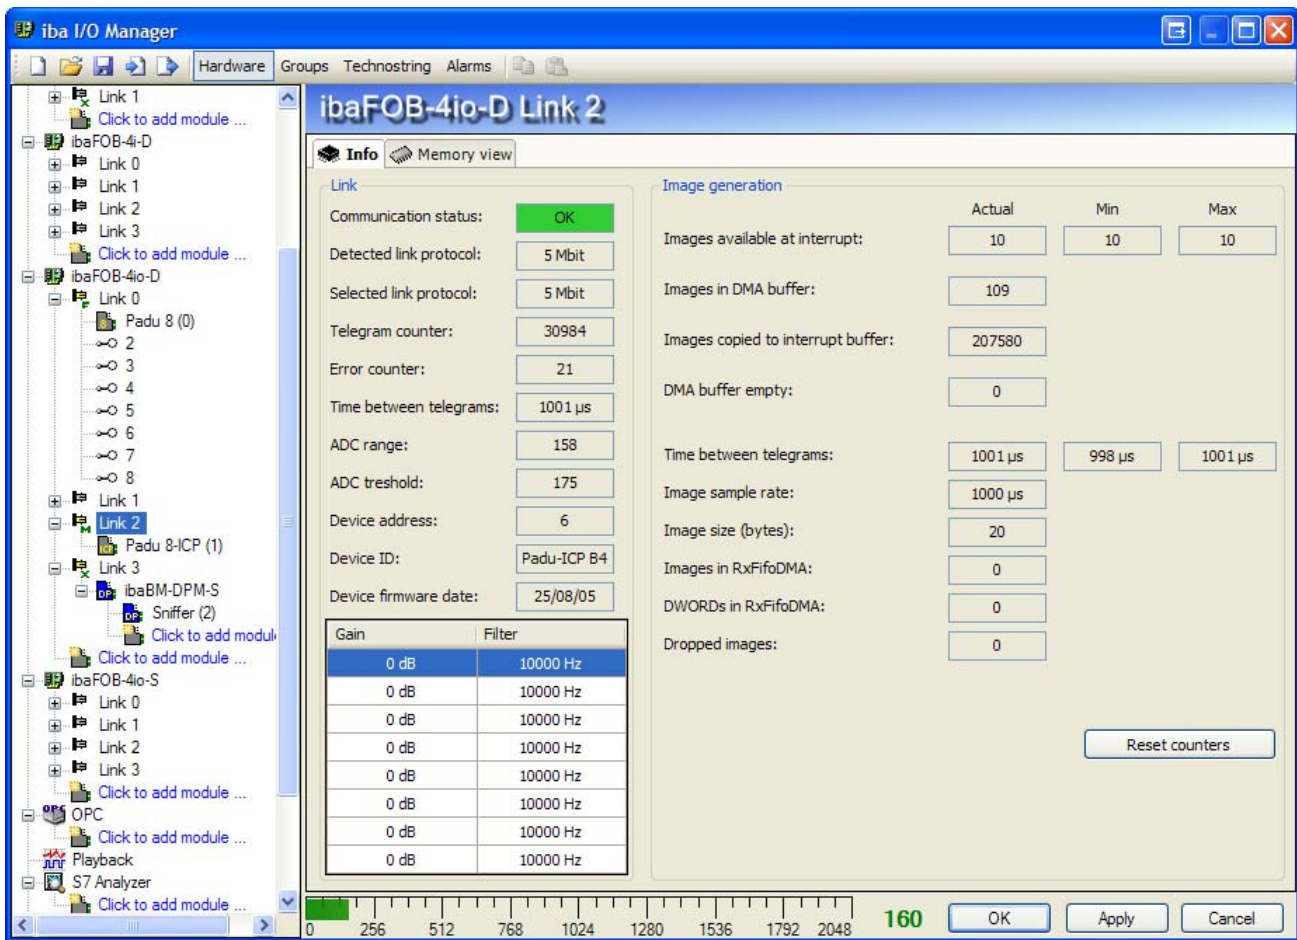 iba I/O Manager
Hardware Groups Technostring Alarms
Link 1
Click to add module ...
ibaFOB-4i-D
Link 0
Link 1
Link 2
Link 3
Click to add module ...
ibaFOB-4io-D
Link 0
Padu 8 (0)
2
3
4
5
6
7
8
Link 1
Link 2
Padu 8-ICP (1)
Link 3
ibaBM-DPM-S
Sniffer (2)
Click to add modul
Click to add module ...
ibaFOB-4io-S
Link 0
Link 1
Link 2
Link 3
Click to add module ...
OPC
Click to add module ...
Playback
S7 Analyzer
Click to add module ...
ibaFOB-4io-D Link 2
Info Memory view
Link
Communication status: OK
Detected link protocol: 5 Mbit
Selected link protocol: 5 Mbit
Telegram counter: 30984
Error counter: 21
Time between telegrams: 1001 µs
ADC range: 158
ADC treshold: 175
Device address: 6
Device ID: Padu-ICP B4
Device firmware date: 25/08/05
Gain Filter
0 dB 10000 Hz
0 dB 10000 Hz
0 dB 10000 Hz
0 dB 10000 Hz
0 dB 10000 Hz
0 dB 10000 Hz
0 dB 10000 Hz
0 dB 10000 Hz
Image generation
Actual Min Max
Images available at interrupt: 10 10 10
Images in DMA buffer: 109
Images copied to interrupt buffer: 207580
DMA buffer empty: 0
Time between telegrams: 1001 µs 998 µs 1001 µs
Image sample rate: 1000 µs
Image size (bytes): 20
Images in RxFifoDMA: 0
DWORDs in RxFifoDMA: 0
Dropped images: 0
Reset counters
0 256 512 768 1024 1280 1536 1792 2048
160 OK Apply Cancel